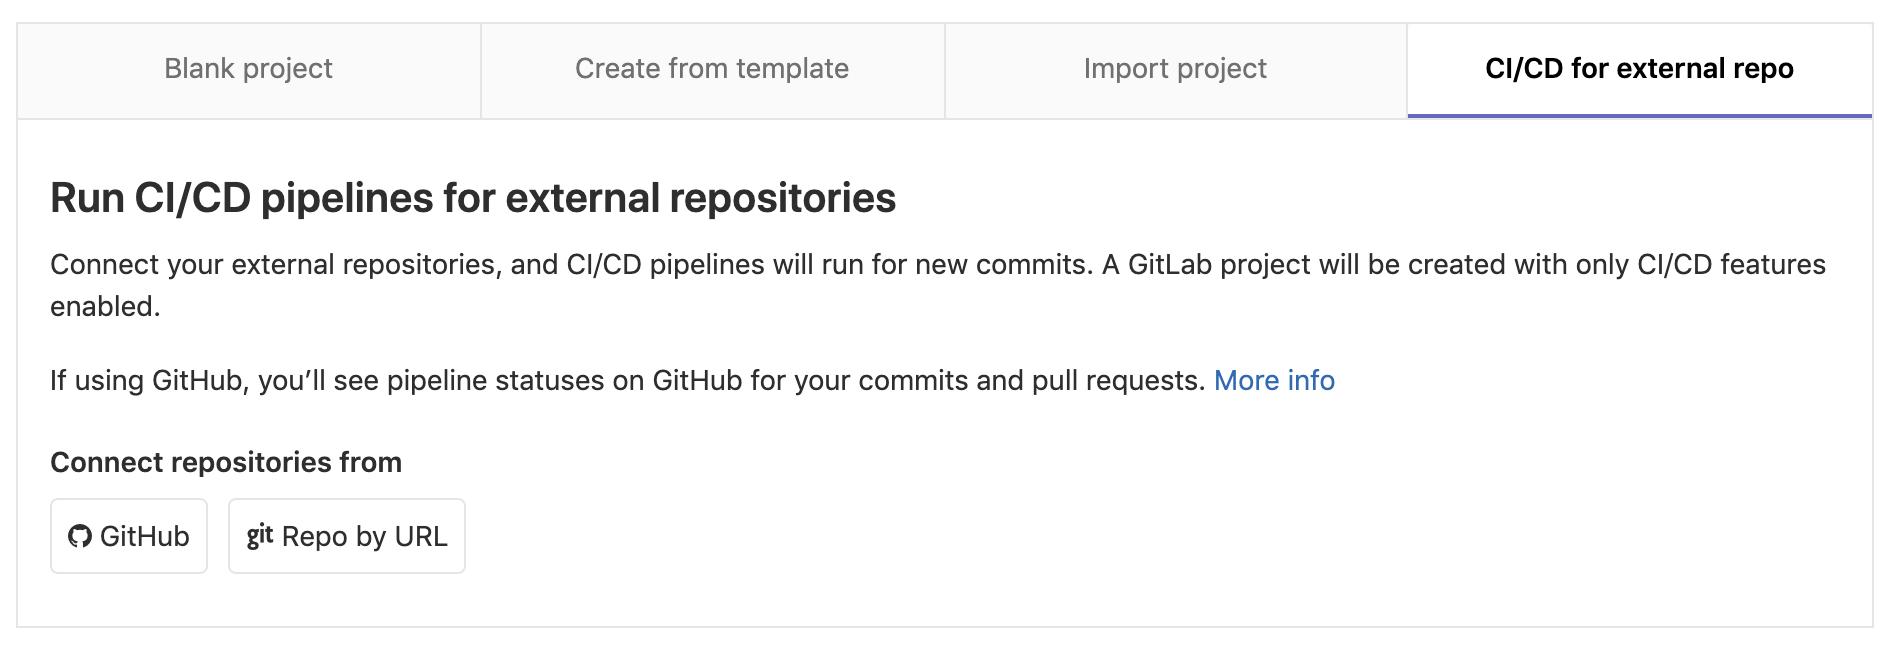 Blank project
Create from template
Import project
CI/CD for external repo
Run CI/CD pipelines for external repositories
Connect your external repositories, and CI/CD pipelines will run for new commits. A GitLab project will be created with only CI/CD features
enabled.
If using GitHub, you’ll see pipeline statuses on GitHub for your commits and pull requests. More info
Connect repositories from
GitHub
git Repo by URL